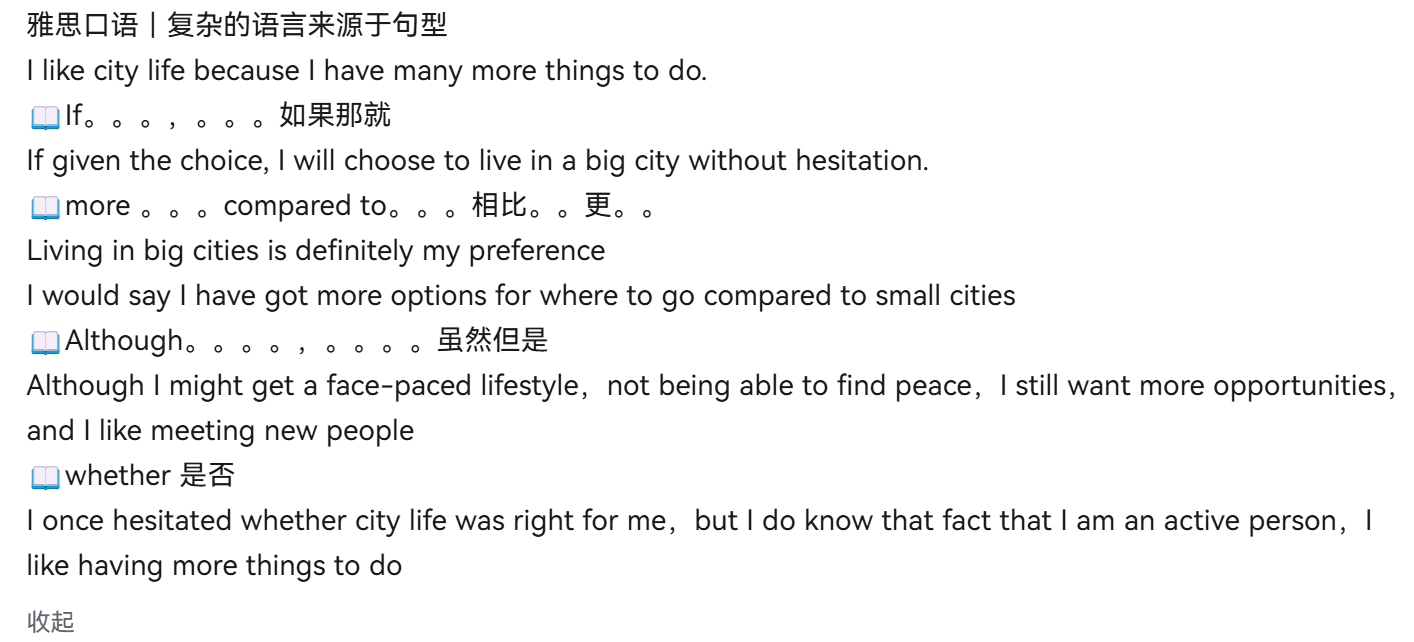 雅思口语｜复杂的语言来源于句型
I like city life because I have many more things to do.
📖If。。。，。。。如果那就
If given the choice, I will choose to live in a big city without hesitation.
📖more 。。。compared to。。。相比。。更。。
Living in big cities is definitely my preference
I would say I have got more options for where to go compared to small cities
📖Although。。。。，。。。。虽然但是
Although I might get a face-paced lifestyle，not being able to find peace，I still want more opportunities，
and I like meeting new people
📖whether 是否
I once hesitated whether city life was right for me，but I do know that fact that I am an active person，I
like having more things to do
收起